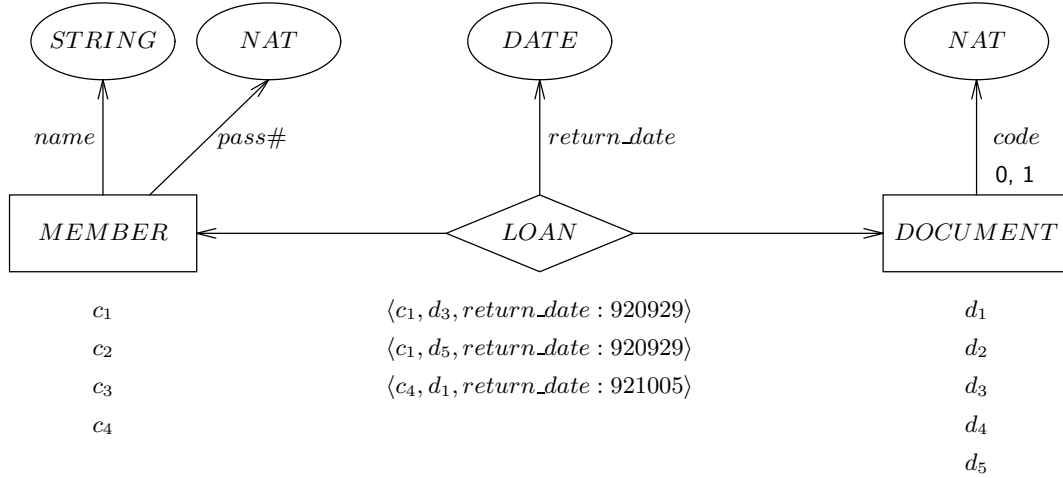 STRING NAT DATE NAT
name pass# return_date code
0, 1
MEMBER LOAN DOCUMENT
c₁ ⟨c₁, d₃, return_date : 920929⟩ d₁
c₂ ⟨c₁, d₅, return_date : 920929⟩ d₂
c₃ ⟨c₄, d₁, return_date : 921005⟩ d₃
c₄ d₄
d₅